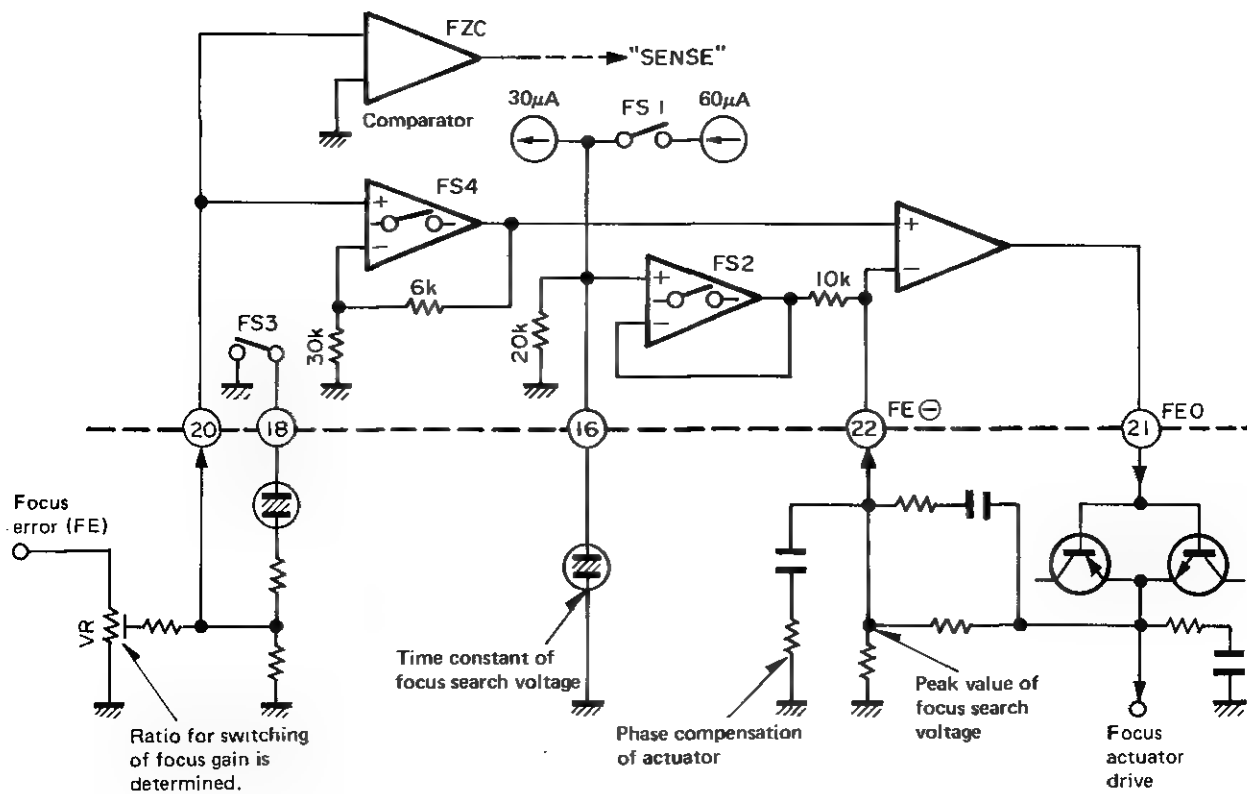 FZC
"SENSE"
Comparator
30μA
FS 1
60μA
FS4
+
−
6k
30k
FS3
20k
FS2
+
−
10k
+
−
20
18
16
22
FE⊖
21
FEO
Focus
error (FE)
VR
Ratio for switching
of focus gain is
determined.
Time constant of
focus search voltage
Phase compensation
of actuator
Peak value of
focus search
voltage
Focus
actuator
drive